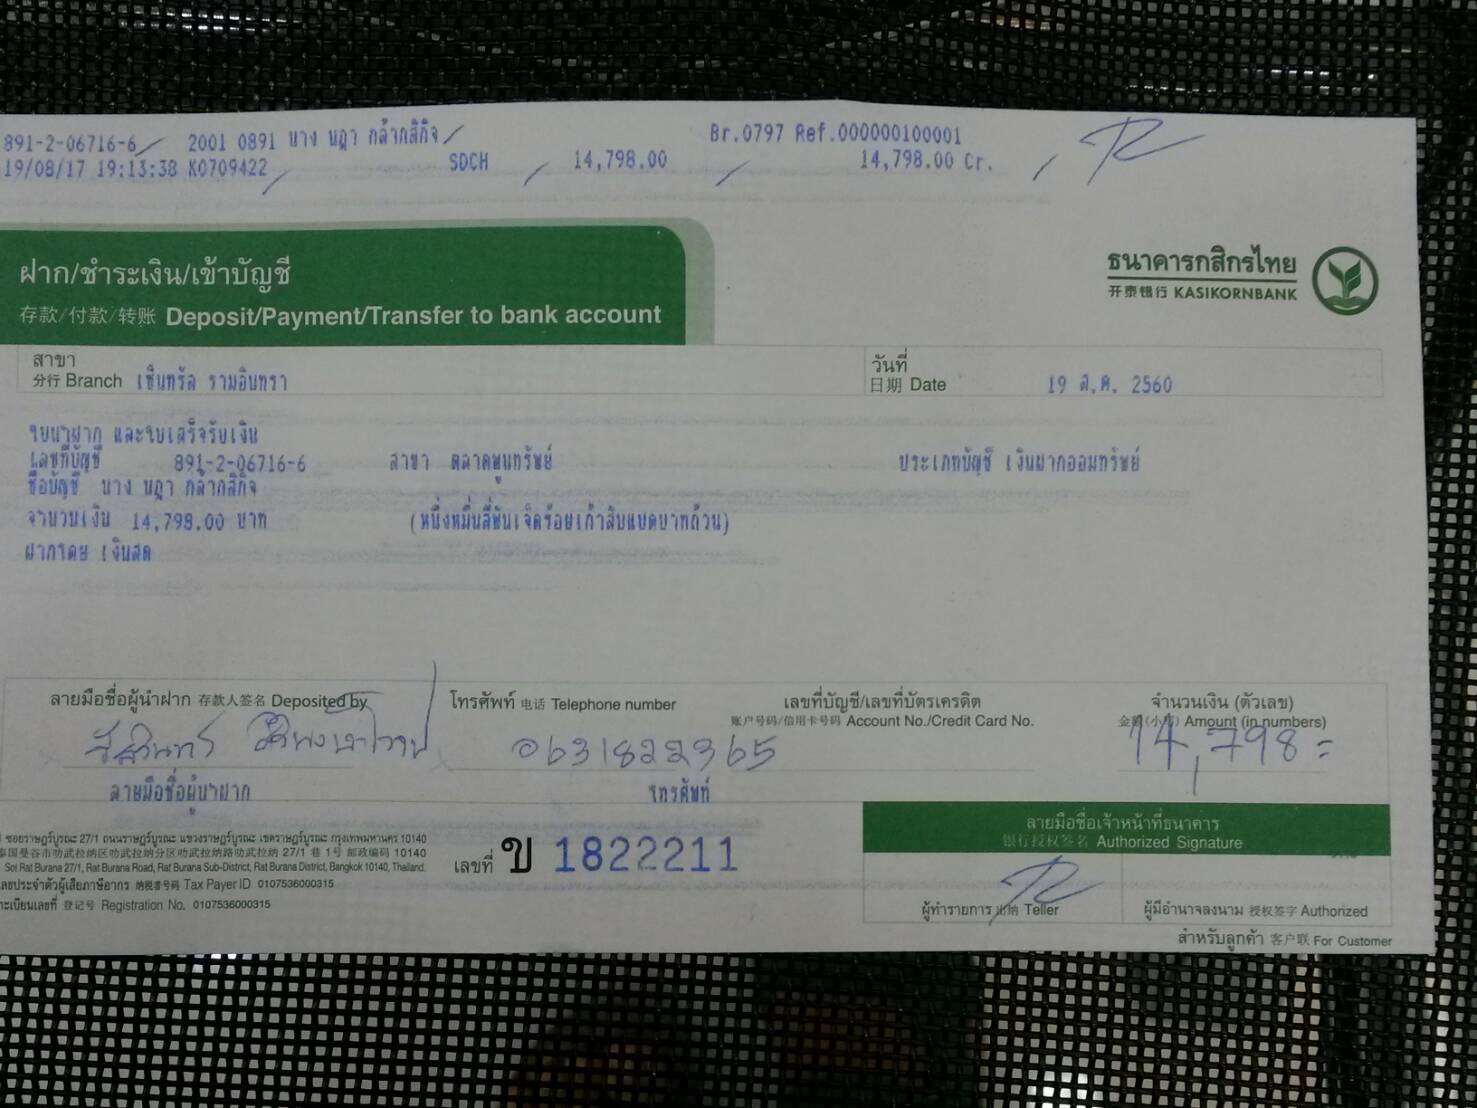 891-2-06716-6 2001 0891 นาง นฎา กล้ากสิกิจ Br.0797 Ref.000000100001
19/08/17 19:13:38 K0709422 SDCH 14,798.00 14,798.00 Cr.
ฝาก/ชำระเงิน/เข้าบัญชี
存款/付款/转账 Deposit/Payment/Transfer to bank account
ธนาคารกสิกรไทย
开泰银行 KASIKORNBANK
สาขา
分行 Branch เซ็นทรัล รามอินทรา
วันที่
日期 Date 19 ส.ค. 2560
ใบนำฝาก และใบเสร็จรับเงิน
เลขที่บัญชี 891-2-06716-6 สาขา ตลาดพูนทรัพย์ ประเภทบัญชี เงินฝากออมทรัพย์
ชื่อบัญชี นาง นฎา กล้ากสิกิจ
จำนวนเงิน 14,798.00 บาท (หนึ่งหมื่นสี่พันเจ็ดร้อยเก้าสิบแปดบาทถ้วน)
ฝากโดย เงินสด
ลายมือชื่อผู้นำฝาก 存款人签名 Deposited by
โทรศัพท์ 电话 Telephone number
0631822365
เลขที่บัญชี/เลขที่บัตรเครดิต
账户号码/信用卡号码 Account No./Credit Card No.
จำนวนเงิน (ตัวเลข)
金额(小写) Amount (in numbers)
14,798=
ลายมือชื่อผู้นำฝาก โทรศัพท์
ซอยราษฎร์บูรณะ 27/1 ถนนราษฎร์บูรณะ แขวงราษฎร์บูรณะ เขตราษฎร์บูรณะ กรุงเทพมหานคร 10140
泰国曼谷市叻武拉纳区叻武拉纳分区叻武拉纳路叻武拉纳 27/1 巷 1 号 邮政编码 10140
Soi Rat Burana 27/1, Rat Burana Road, Rat Burana Sub-District, Rat Burana District, Bangkok 10140, Thailand.
เลขประจำตัวผู้เสียภาษีอากร 纳税者号码 Tax Payer ID 0107536000315
ทะเบียนเลขที่ 登记号 Registration No. 0107536000315
เลขที่ ข 1822211
ลายมือชื่อเจ้าหน้าที่ธนาคาร
银行授权签名 Authorized Signature
ผู้ทำรายการ 出纳 Teller
ผู้มีอำนาจลงนาม 授权签字 Authorized
สำหรับลูกค้า 客户联 For Customer